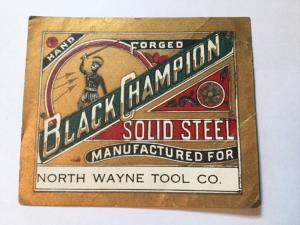 HAND FORGED
BLACK CHAMPION
SOLID STEEL
MANUFACTURED FOR
NORTH WAYNE TOOL CO.